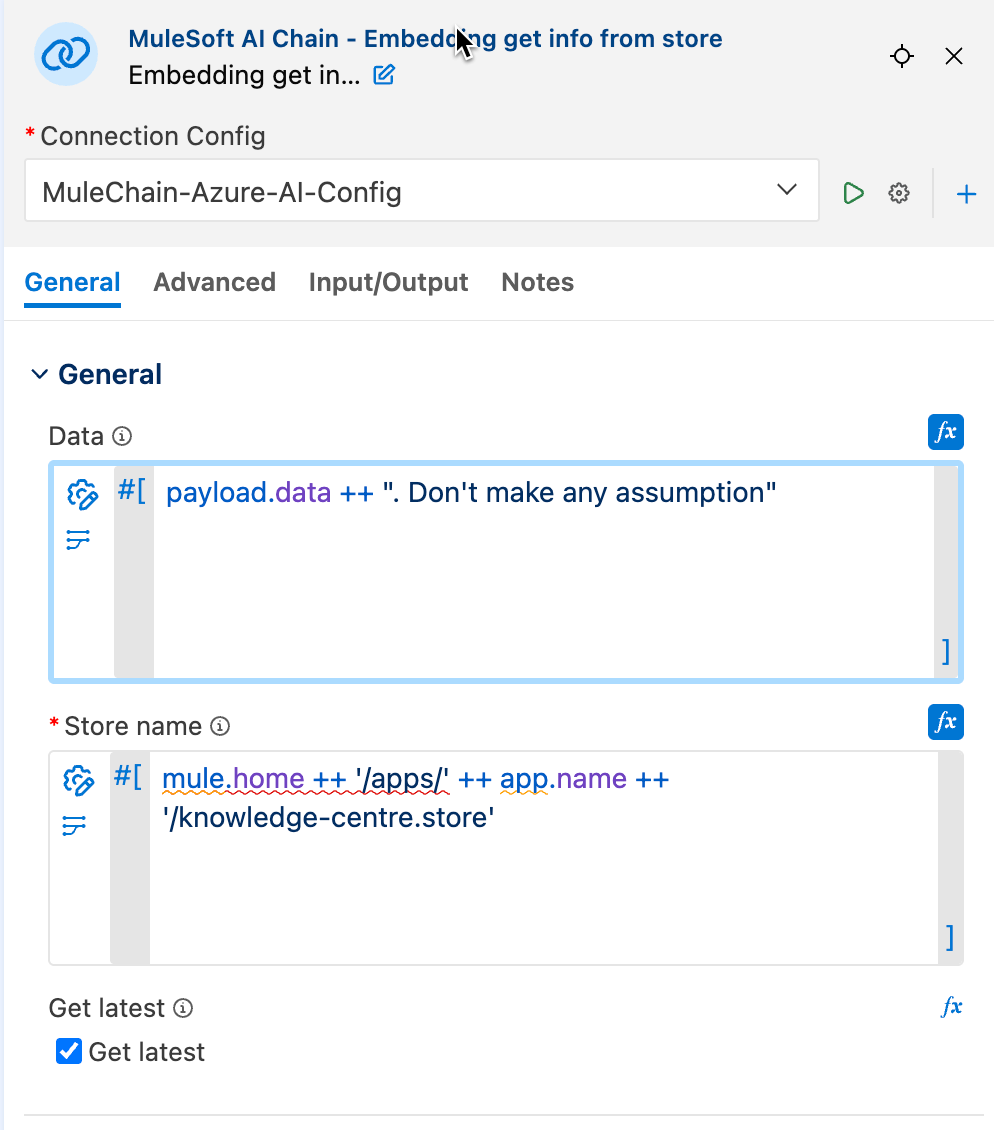 MuleSoft AI Chain - Embedding get info from store
Embedding get in...
* Connection Config
MuleChain-Azure-AI-Config
General Advanced Input/Output Notes
General
Data
fx
#[ payload.data ++ ". Don't make any assumption"
]
* Store name
fx
#[ mule.home ++ '/apps/' ++ app.name ++
'/knowledge-centre.store'
]
Get latest
fx
Get latest